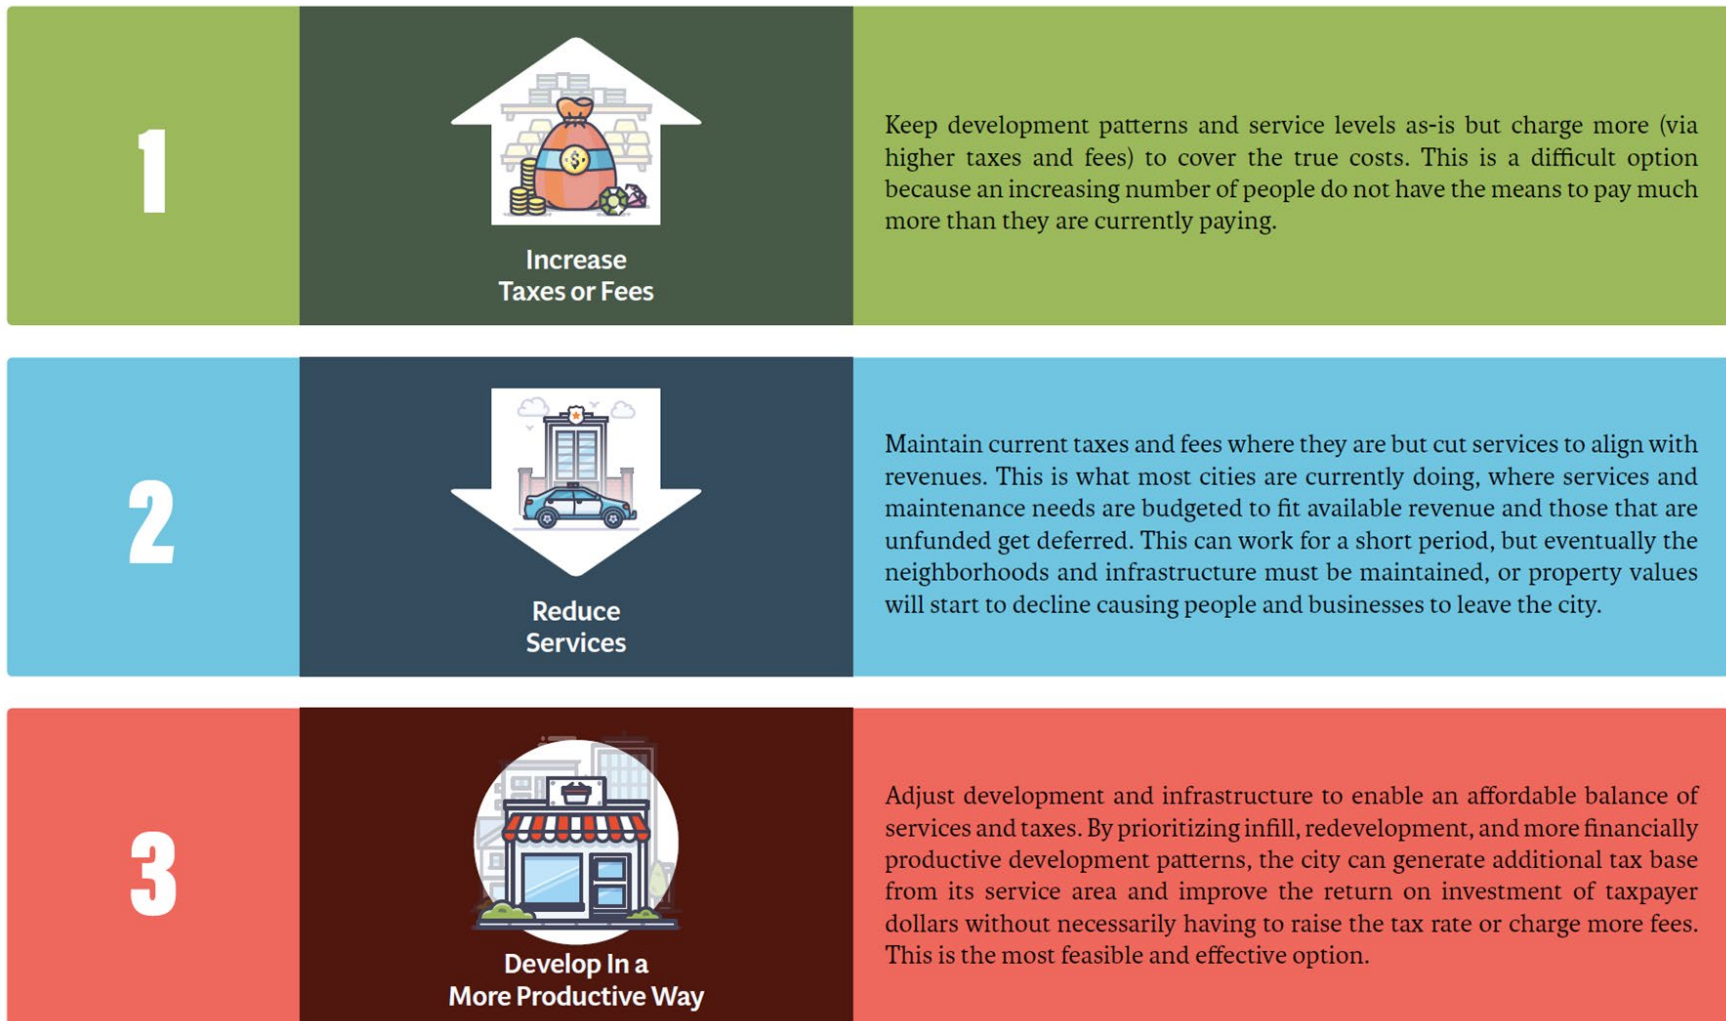 1
Increase
Taxes or Fees
Keep development patterns and service levels as-is but charge more (via
higher taxes and fees) to cover the true costs. This is a difficult option
because an increasing number of people do not have the means to pay much
more than they are currently paying.
2
Reduce
Services
Maintain current taxes and fees where they are but cut services to align with
revenues. This is what most cities are currently doing, where services and
maintenance needs are budgeted to fit available revenue and those that are
unfunded get deferred. This can work for a short period, but eventually the
neighborhoods and infrastructure must be maintained, or property values
will start to decline causing people and businesses to leave the city.
3
Develop In a
More Productive Way
Adjust development and infrastructure to enable an affordable balance of
services and taxes. By prioritizing infill, redevelopment, and more financially
productive development patterns, the city can generate additional tax base
from its service area and improve the return on investment of taxpayer
dollars without necessarily having to raise the tax rate or charge more fees.
This is the most feasible and effective option.